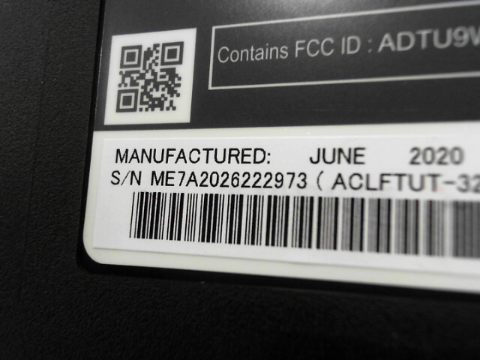 Contains FCC ID : ADTU9W
MANUFACTURED: JUNE 2020
S/N ME7A2026222973 ( ACLFTUT-32